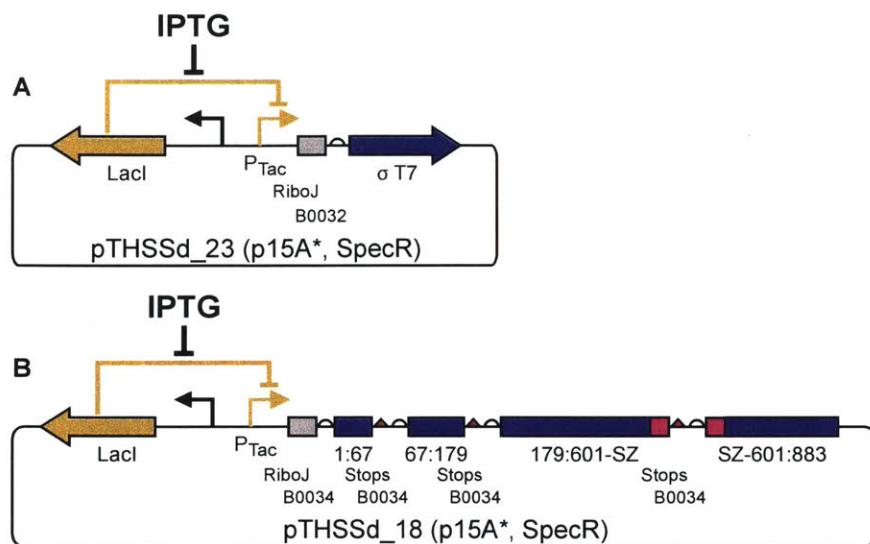 IPTG
A
LacI
PTac
RiboJ
B0032
σ T7
pTHSSd_23 (p15A*, SpecR)
IPTG
B
LacI
PTac
RiboJ
B0034
1:67
Stops
B0034
67:179
Stops
B0034
179:601-SZ
Stops
B0034
SZ-601:883
pTHSSd_18 (p15A*, SpecR)